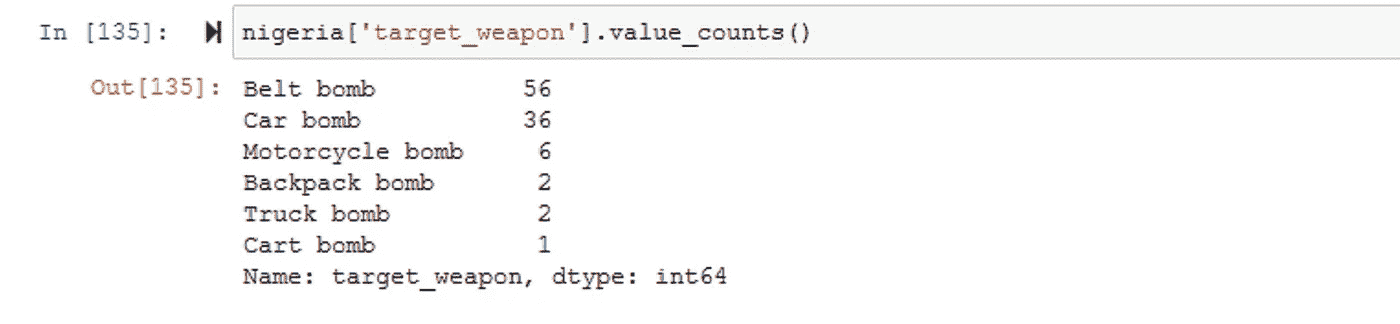 In [135]: nigeria['target_weapon'].value_counts()
Out[135]: Belt bomb 56
Car bomb 36
Motorcycle bomb 6
Backpack bomb 2
Truck bomb 2
Cart bomb 1
Name: target_weapon, dtype: int64